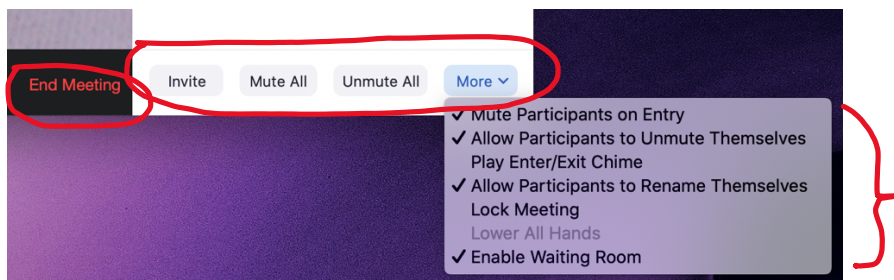 End Meeting
Invite Mute All Unmute All More
Mute Participants on Entry
Allow Participants to Unmute Themselves
Play Enter/Exit Chime
Allow Participants to Rename Themselves
Lock Meeting
Lower All Hands
Enable Waiting Room